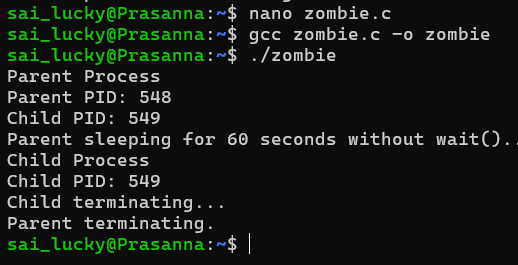 sai_lucky@Prasanna:~$ nano zombie.c
sai_lucky@Prasanna:~$ gcc zombie.c -o zombie
sai_lucky@Prasanna:~$ ./zombie
Parent Process
Parent PID: 548
Child PID: 549
Parent sleeping for 60 seconds without wait()..
Child Process
Child PID: 549
Child terminating...
Parent terminating.
sai_lucky@Prasanna:~$